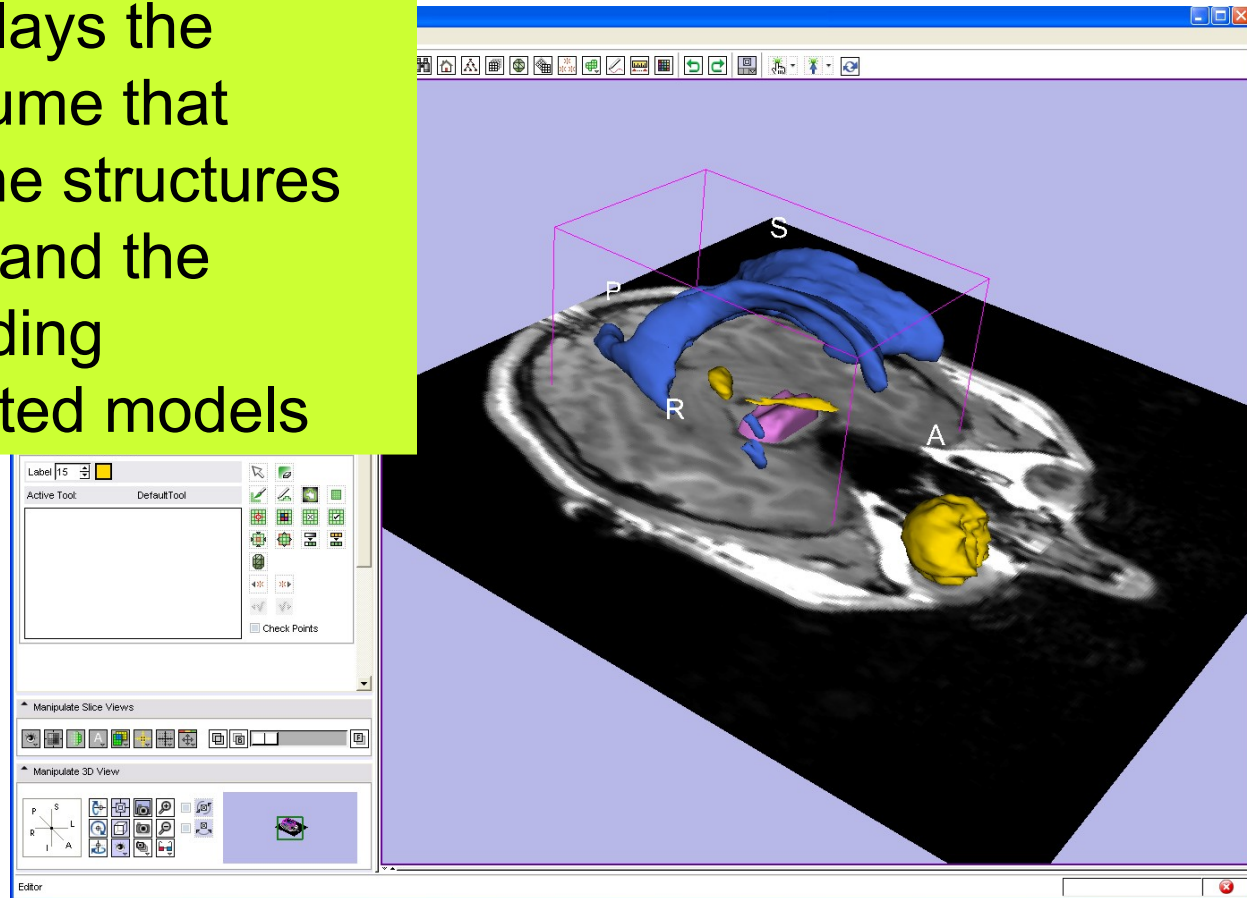 lays the
ume that
ne structures
and the
ding
ted models
S
P
R
A
Label 15
Active Tool: DefaultTool
Check Points
Manipulate Slice Views
Manipulate 3D View
P S
R L
I A
Editor